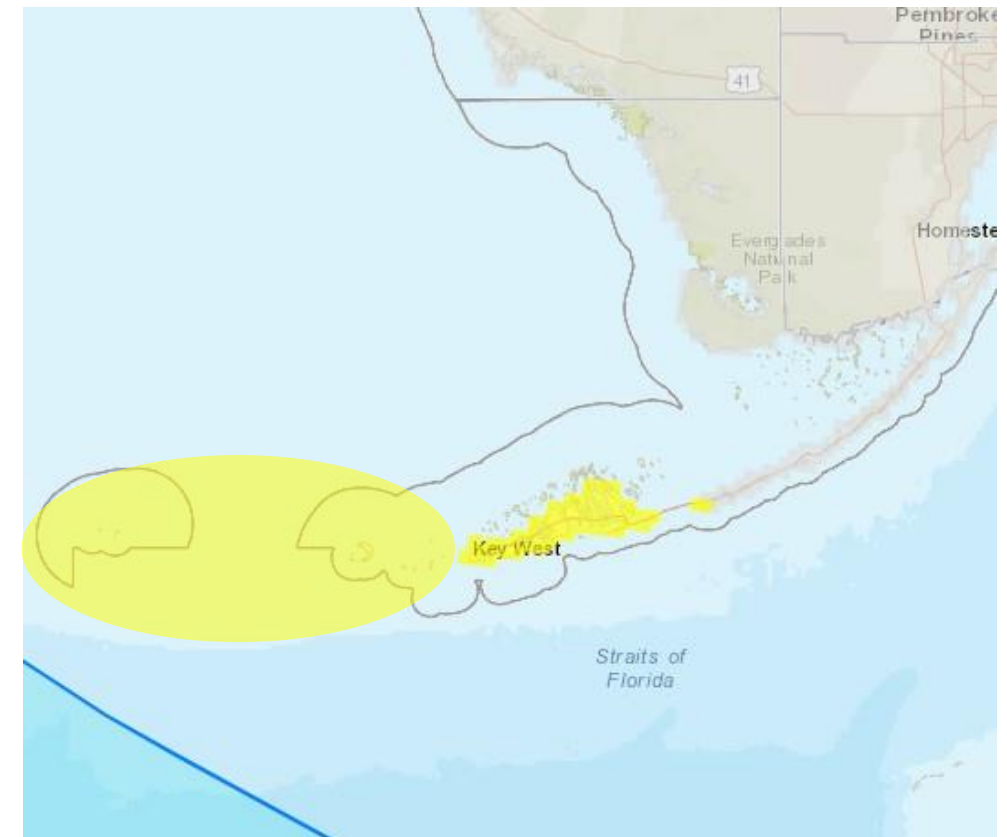 Pembroke
Pines
41
Everglades
National
Park
Homeste
Key West
Straits of
Florida